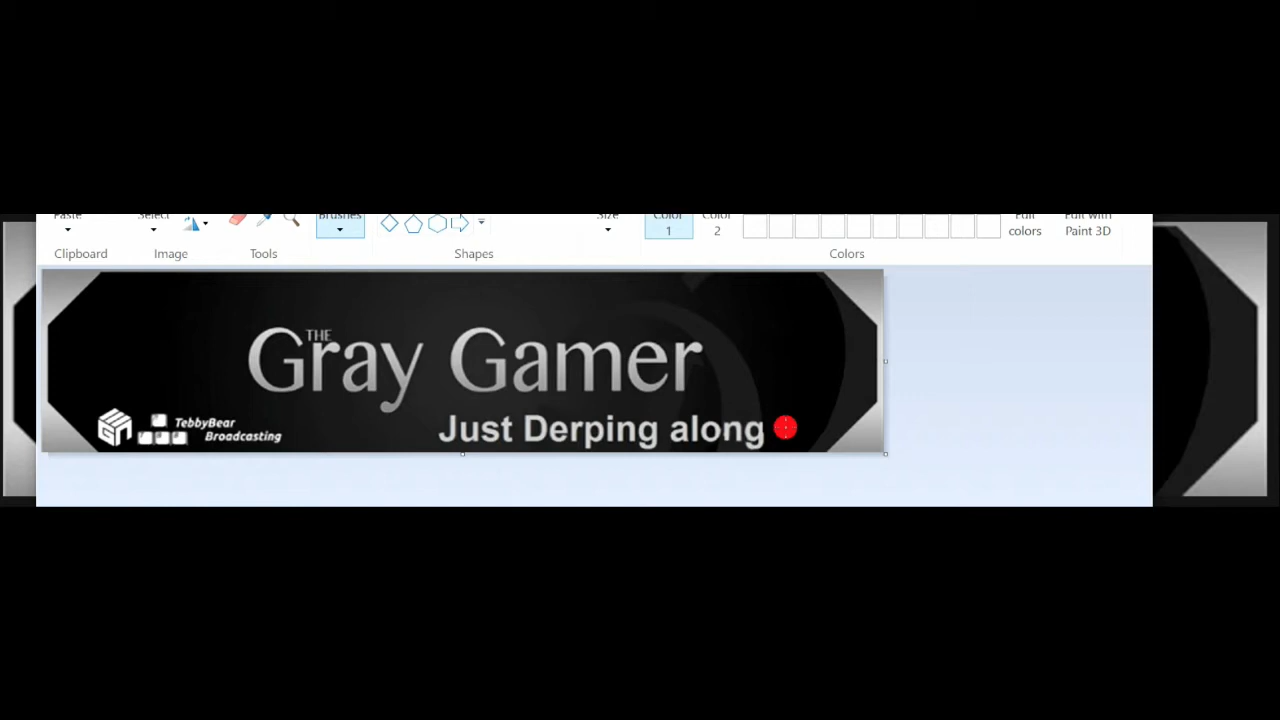 Paste Select Brushes Size Color Color Edit Edit with
1 2 colors Paint 3D
Clipboard Image Tools Shapes Colors
THE
Gray Gamer
TebbyBear
Broadcasting
Just Derping along